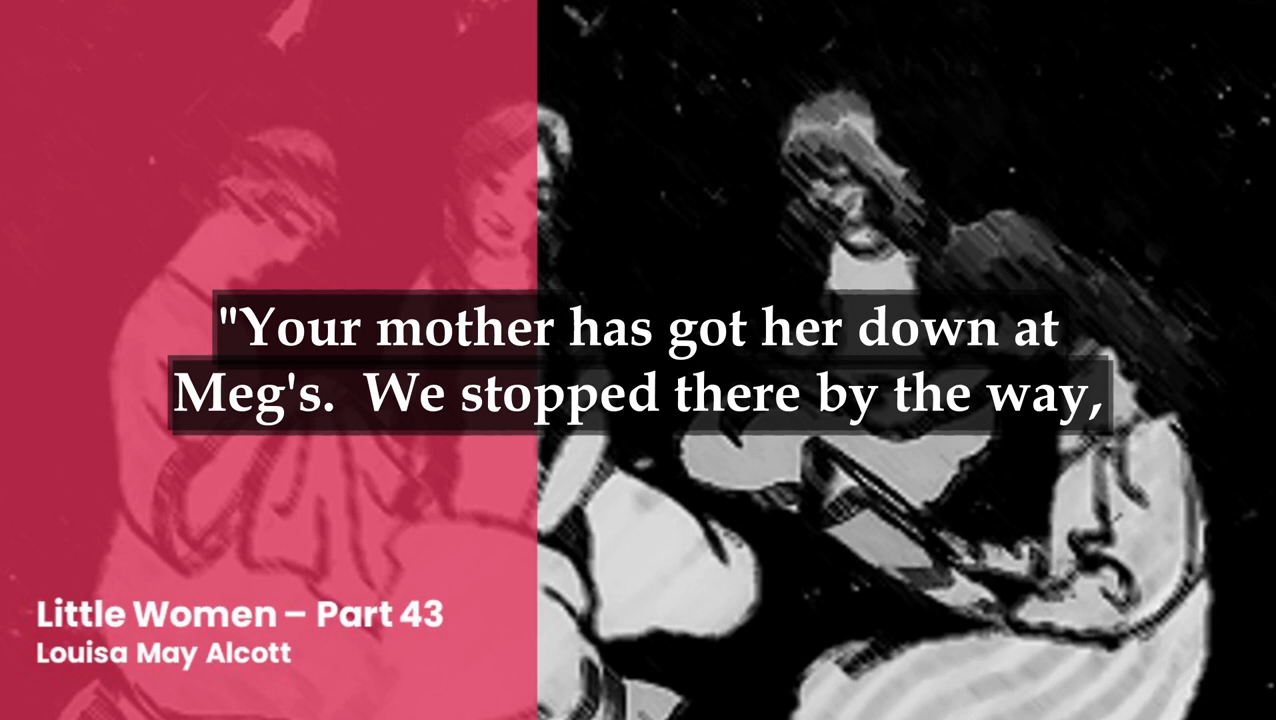 "Your mother has got her down at
Meg's.  We stopped there by the way,
Little Women – Part 43
Louisa May Alcott